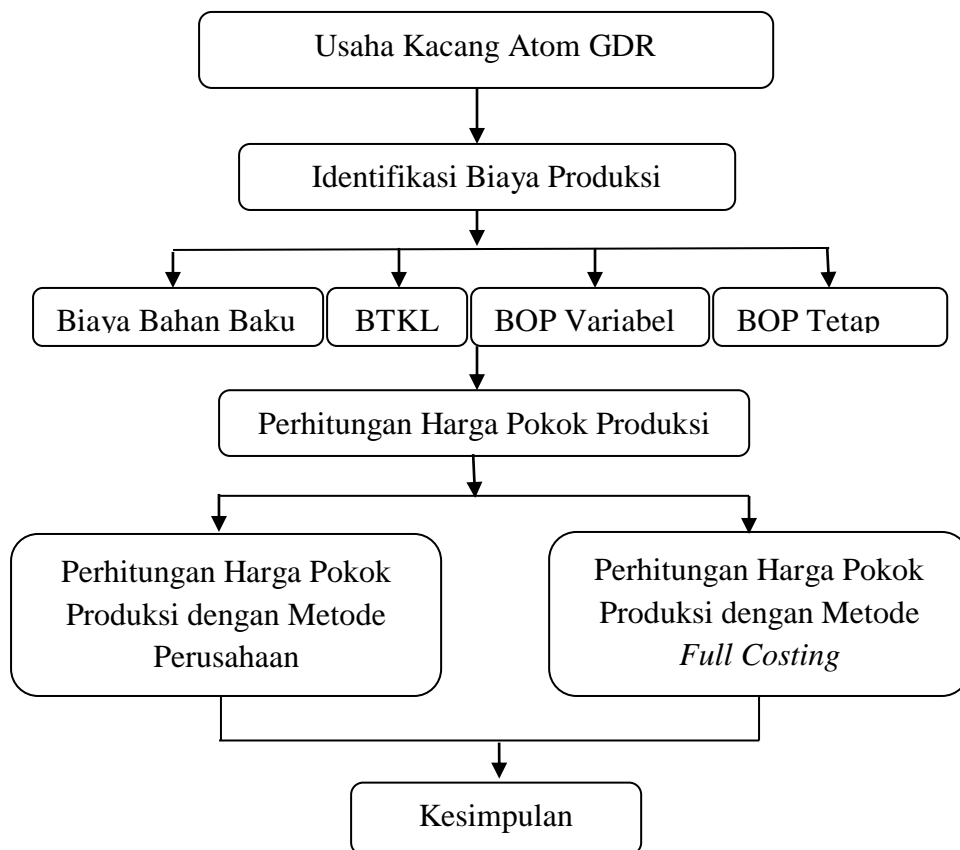 Usaha Kacang Atom GDR
Identifikasi Biaya Produksi
Biaya Bahan Baku
BTKL
BOP Variabel
BOP Tetap
Perhitungan Harga Pokok Produksi
Perhitungan Harga Pokok
Produksi dengan Metode
Perusahaan
Perhitungan Harga Pokok
Produksi dengan Metode
Full Costing
Kesimpulan